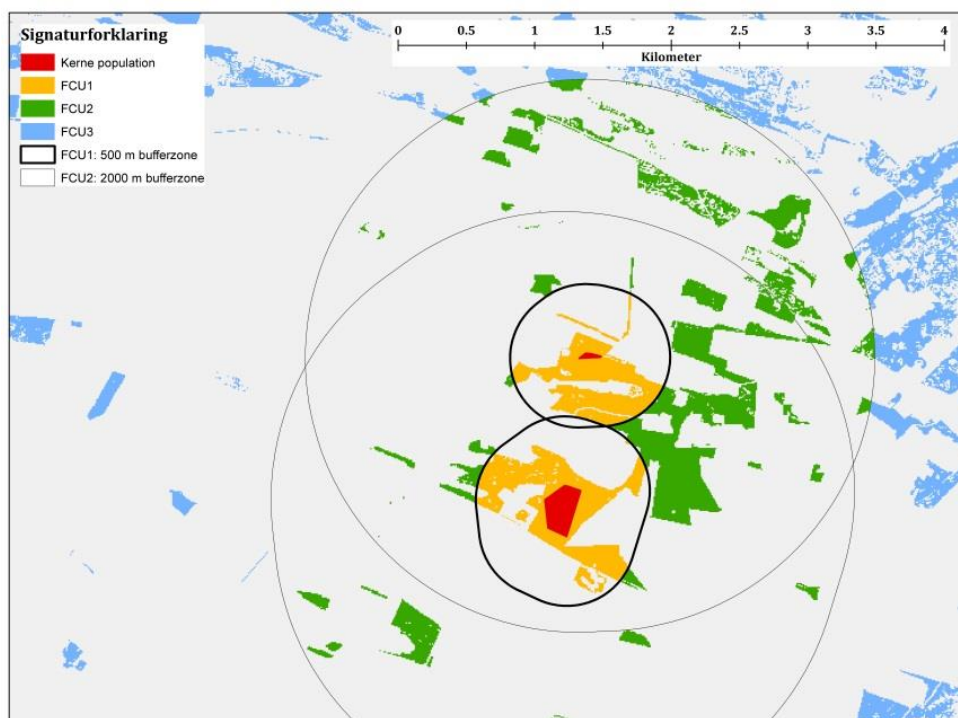 Signaturforklaring
Kerne population
FCU1
FCU2
FCU3
FCU1: 500 m bufferzone
FCU2: 2000 m bufferzone
0 0.5 1 1.5 2 2.5 3 3.5 4
Kilometer